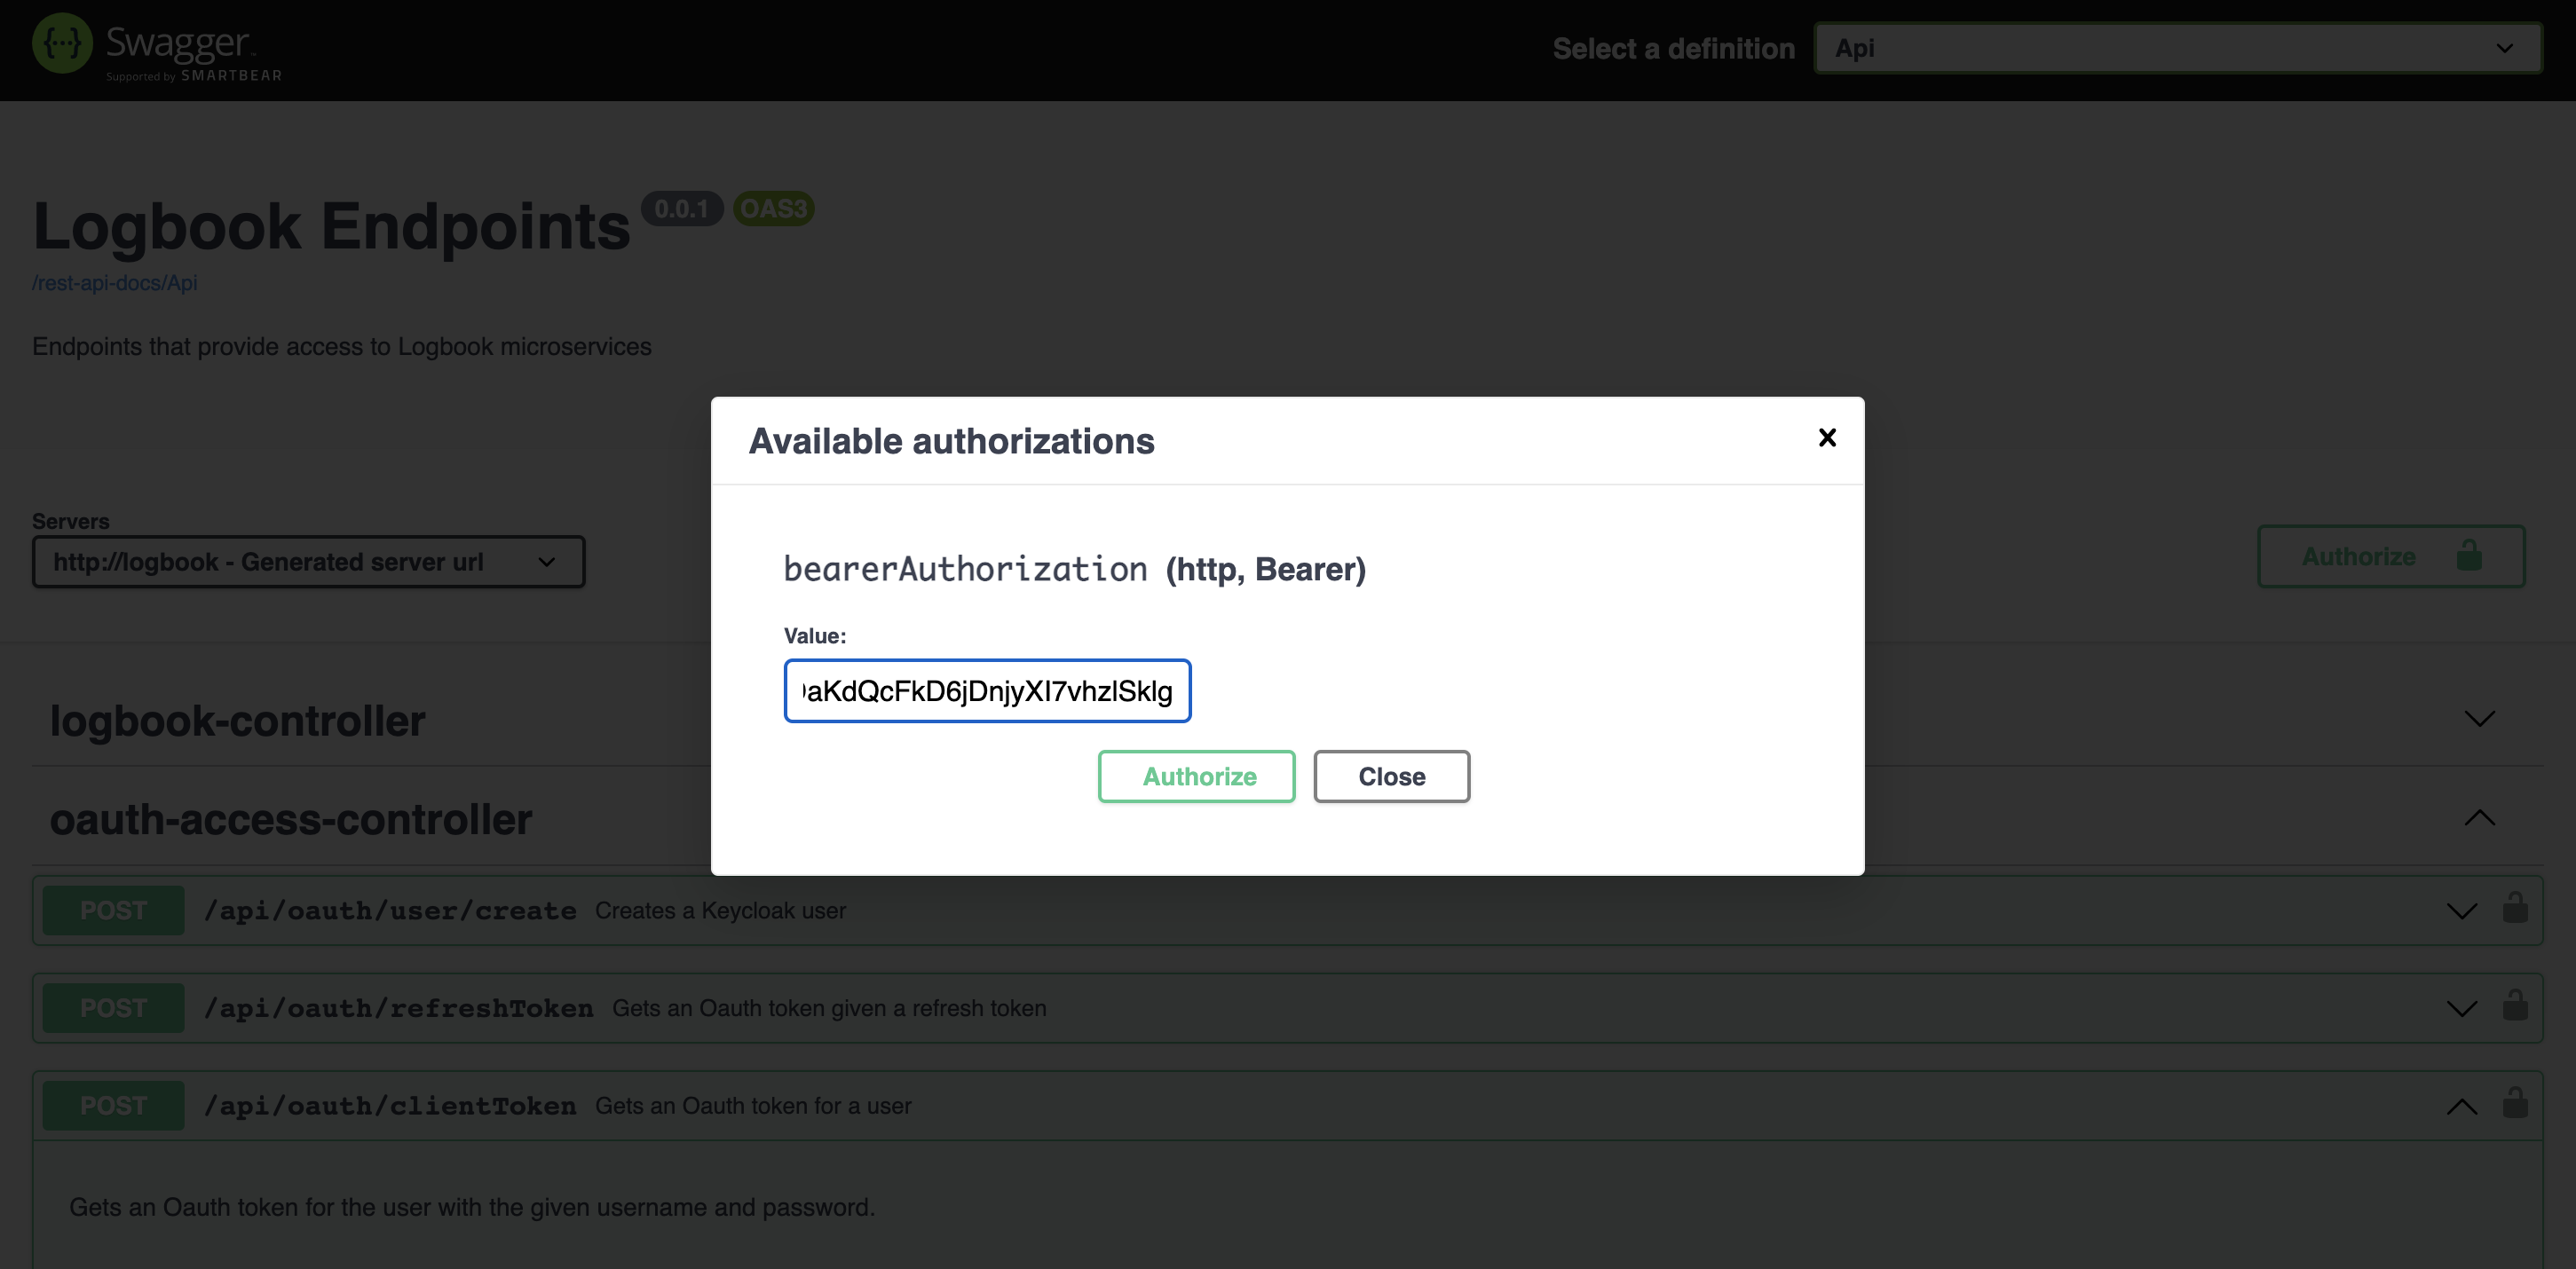 Swagger
Supported by SMARTBEAR
Select a definition
Api
Logbook Endpoints
0.0.1
OAS3
/rest-api-docs/Api
Endpoints that provide access to Logbook microservices
Available authorizations
bearerAuthorization (http, Bearer)
Value:
aKdQcFkD6jDnjyXI7vhzlSklg
Authorize
Close
Servers
http://logbook - Generated server url
Authorize
logbook-controller
oauth-access-controller
POST /api/oauth/user/create Creates a Keycloak user
POST /api/oauth/refreshToken Gets an Oauth token given a refresh token
POST /api/oauth/clientToken Gets an Oauth token for a user
Gets an Oauth token for the user with the given username and password.